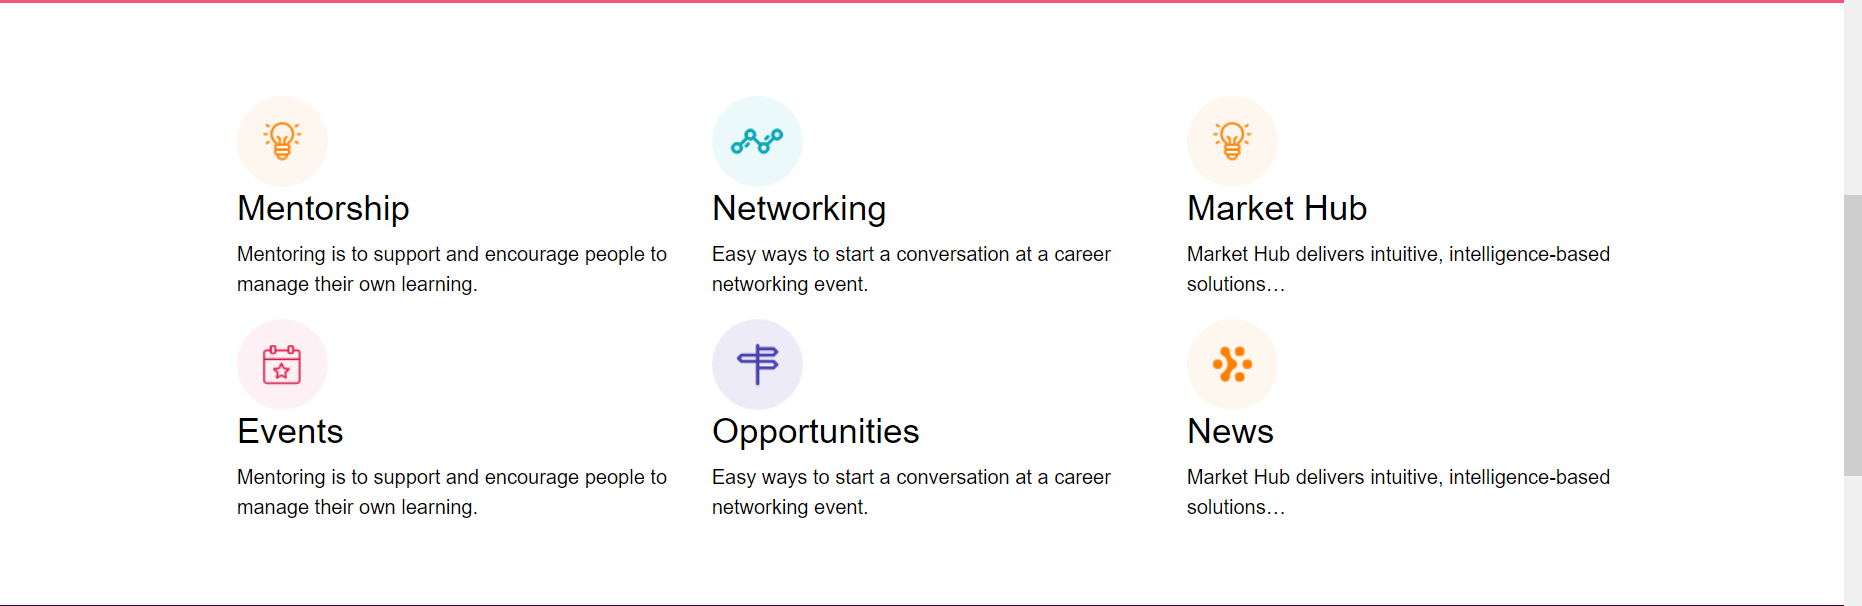 Mentorship
Networking
Market Hub
Mentoring is to support and encourage people to
manage their own learning.
Easy ways to start a conversation at a career
networking event.
Market Hub delivers intuitive, intelligence-based
solutions…
Events
Opportunities
News
Mentoring is to support and encourage people to
manage their own learning.
Easy ways to start a conversation at a career
networking event.
Market Hub delivers intuitive, intelligence-based
solutions…